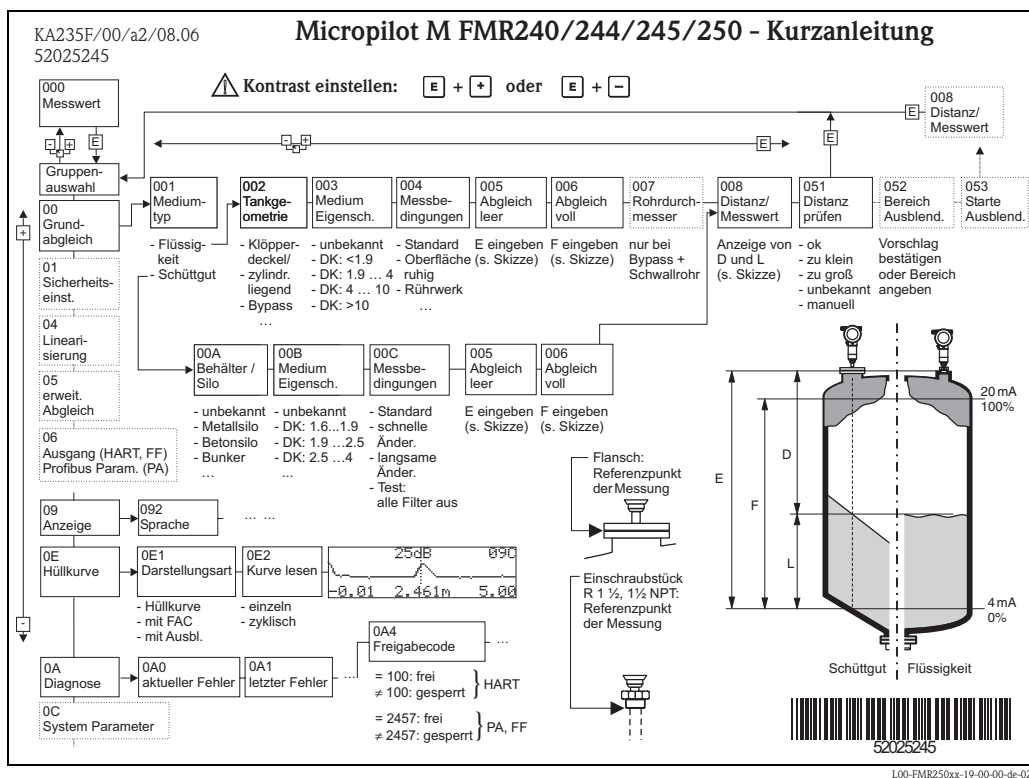 KA235F/00/a2/08.06
52025245
Micropilot M FMR240/244/245/250 - Kurzanleitung
Kontrast einstellen: E + + oder E + -
000
Messwert
008
Distanz/
Messwert
- + E
E
- + E
E
Gruppen-
auswahl
001
Medium-
typ
002
Tankge-
ometrie
003
Medium
Eigensch.
004
Messbe-
dingungen
005
Abgleich
leer
006
Abgleich
voll
007
Rohrdurch-
messer
008
Distanz/
Messwert
051
Distanz
prüfen
052
Bereich
Ausblend.
053
Starte
Ausblend.
00
Grund-
abgleich
+
- Flüssig-
keit
- Schüttgut
- Klöpper-
deckel/
- zylindr.
liegend
- Bypass
...
- unbekannt
- DK: <1.9
- DK: 1.9 ... 4
- DK: 4 ... 10
- DK: >10
- Standard
- Oberfläche
ruhig
- Rührwerk
...
E eingeben
(s. Skizze)
F eingeben
(s. Skizze)
nur bei
Bypass +
Schwallrohr
Anzeige von
D und L
(s. Skizze)
- ok
- zu klein
- zu groß
- unbekannt
- manuell
Vorschlag
bestätigen
oder Bereich
angeben
01
Sicherheits-
einst.
04
Lineari-
sierung
05
erweit.
Abgleich
06
Ausgang (HART, FF)
Profibus Param. (PA)
00A
Behälter /
Silo
00B
Medium
Eigensch.
00C
Messbe-
dingungen
005
Abgleich
leer
006
Abgleich
voll
- unbekannt
- Metallsilo
- Betonsilo
- Bunker
...
- unbekannt
- DK: 1.6...1.9
- DK: 1.9 ...2.5
- DK: 2.5 ...4
...
- Standard
- schnelle
Änder.
- langsame
Änder.
- Test:
alle Filter aus
E eingeben
(s. Skizze)
F eingeben
(s. Skizze)
20 mA
100%
D
E
F
L
4 mA
0%
Schüttgut
Flüssigkeit
Flansch:
Referenzpunkt
der Messung
Einschraubstück
R 1 ½, 1½ NPT:
Referenzpunkt
der Messung
09
Anzeige
092
Sprache
... ...
0E
Hüllkurve
0E1
Darstellungsart
0E2
Kurve lesen
25dB 09C
-0.01 2.461m 5.00
- Hüllkurve
- mit FAC
- mit Ausbl.
- einzeln
- zyklisch
-
0A
Diagnose
0A0
aktueller Fehler
0A1
letzter Fehler
...
0A4
Freigabecode
...
= 100: frei
≠ 100: gesperrt
HART
= 2457: frei
≠ 2457: gesperrt
PA, FF
0C
System Parameter
52025245
L00-FMR250xx-19-00-00-de-02